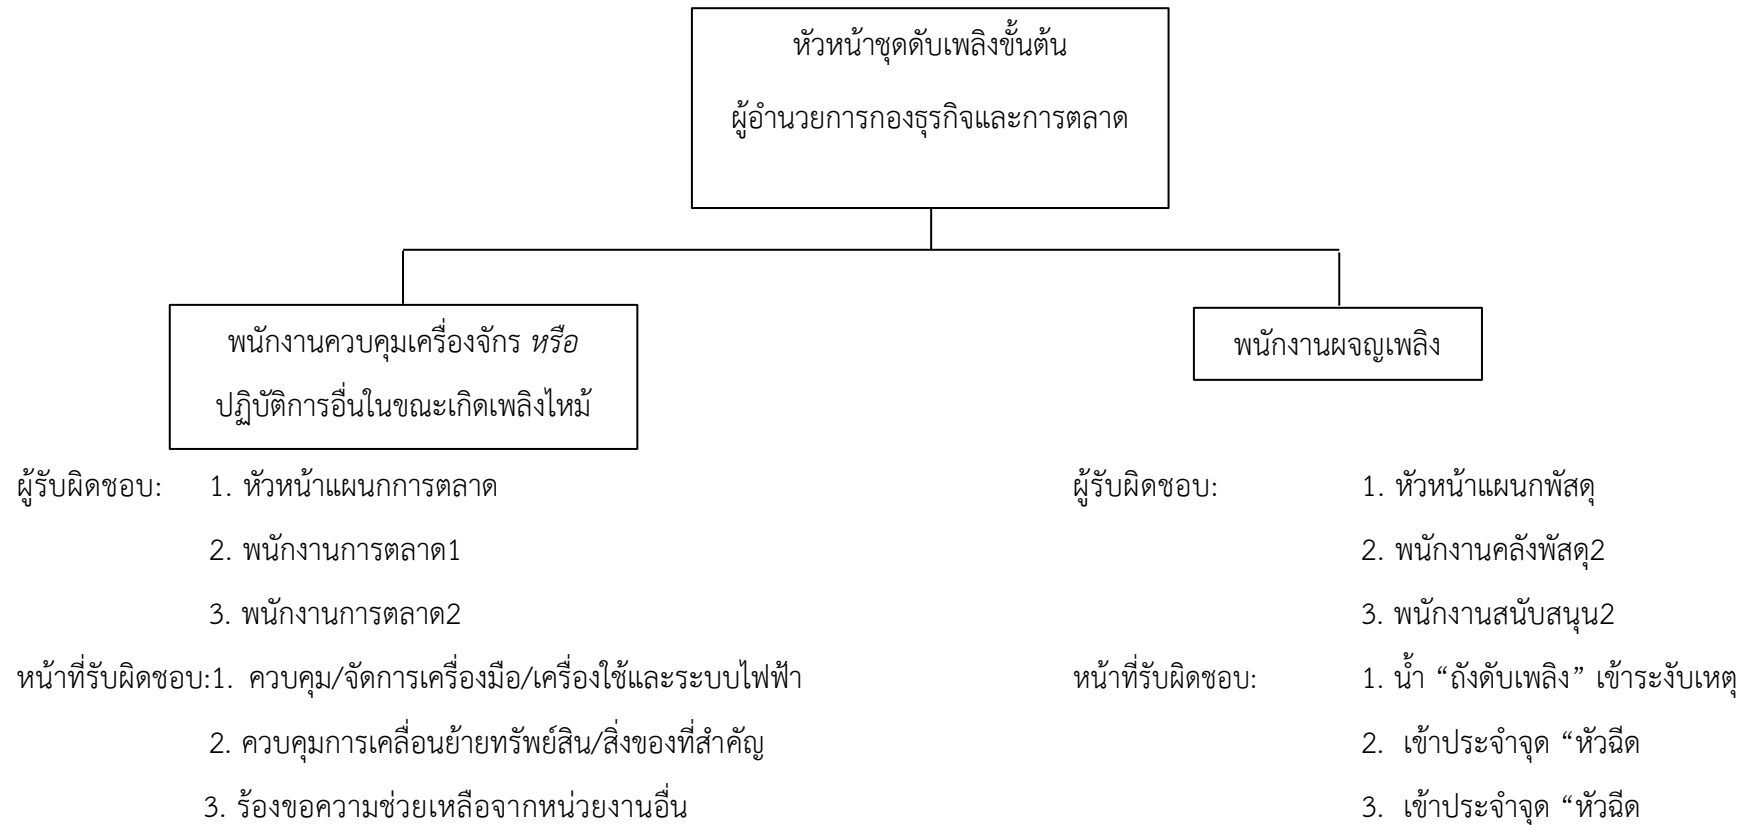 หัวหน้าชุดดับเพลิงขั้นต้น
ผู้อำนวยการกองธุรกิจและการตลาด
พนักงานควบคุมเครื่องจักร หรือ
ปฏิบัติการอื่นในขณะเกิดเพลิงไหม้
พนักงานผจญเพลิง
ผู้รับผิดชอบ: 1. หัวหน้าแผนกการตลาด
2. พนักงานการตลาด1
3. พนักงานการตลาด2
หน้าที่รับผิดชอบ:1. ควบคุม/จัดการเครื่องมือ/เครื่องใช้และระบบไฟฟ้า
2. ควบคุมการเคลื่อนย้ายทรัพย์สิน/สิ่งของที่สำคัญ
3. ร้องขอความช่วยเหลือจากหน่วยงานอื่น
ผู้รับผิดชอบ: 1. หัวหน้าแผนกพัสดุ
2. พนักงานคลังพัสดุ2
3. พนักงานสนับสนุน2
หน้าที่รับผิดชอบ: 1. น้ำ “ถังดับเพลิง” เข้าระงับเหตุ
2. เข้าประจำจุด “หัวฉีด
3. เข้าประจำจุด “หัวฉีด